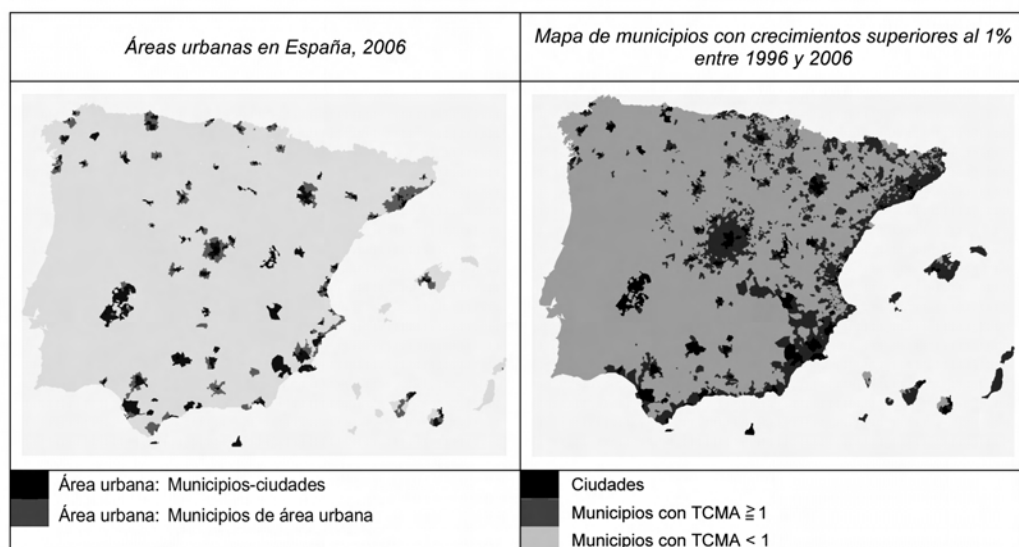 Áreas urbanas en España, 2006
Mapa de municipios con crecimientos superiores al 1%
entre 1996 y 2006
Área urbana: Municipios-ciudades
Área urbana: Municipios de área urbana
Ciudades
Municipios con TCMA ≧ 1
Municipios con TCMA < 1